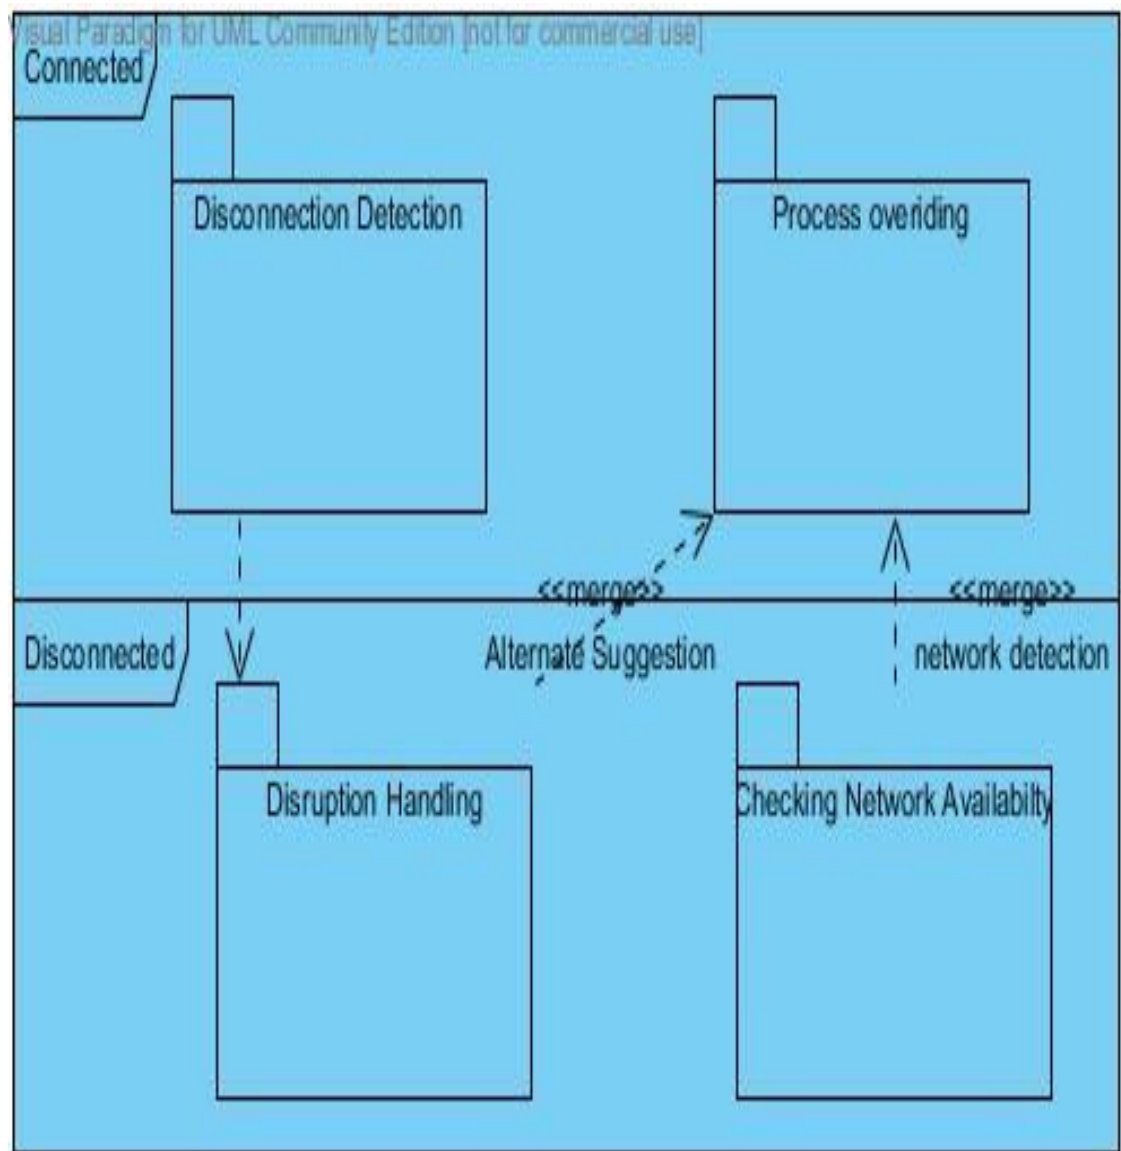 Visual Paradigm for UML Community Edition [not for commercial use]
Connected
Disconnection Detection
Process overiding
<<merge>>
<<merge>>
Disconnected
Alternate Suggestion
network detection
Disruption Handling
Checking Network Availabilty